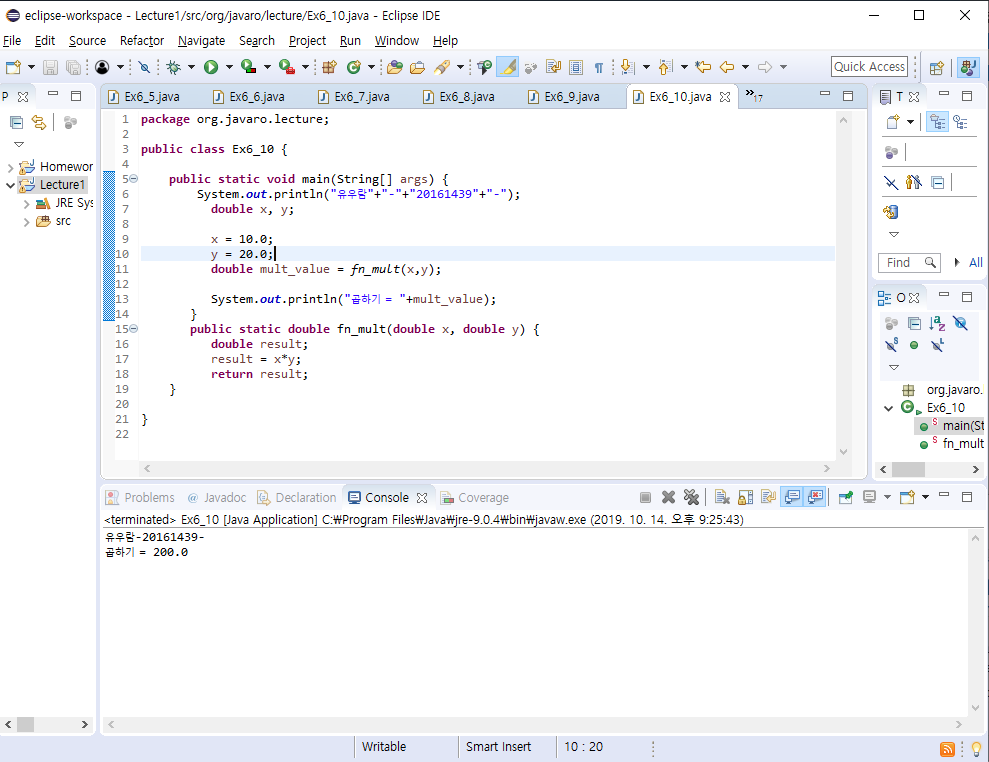 eclipse-workspace - Lecture1/src/org/javaro/lecture/Ex6_10.java - Eclipse IDE
File Edit Source Refactor Navigate Search Project Run Window Help
Quick Access
P
Ex6_5.java Ex6_6.java Ex6_7.java Ex6_8.java Ex6_9.java Ex6_10.java »17
T
Homewor
Lecture1
JRE Sys
src
1 package org.javaro.lecture;
2
3 public class Ex6_10 {
4
5 public static void main(String[] args) {
6 System.out.println("유우람"+"-"+"20161439"+"-");
7 double x, y;
8
9 x = 10.0;
10 y = 20.0;
11 double mult_value = fn_mult(x,y);
12
13 System.out.println("곱하기 = "+mult_value);
14 }
15 public static double fn_mult(double x, double y) {
16 double result;
17 result = x*y;
18 return result;
19 }
20
21 }
22
Find All
O
org.javaro.
Ex6_10
main(St
fn_mult
Problems @ Javadoc Declaration Console Coverage
<terminated> Ex6_10 [Java Application] C:₩Program Files₩Java₩jre-9.0.4₩bin₩javaw.exe (2019. 10. 14. 오후 9:25:43)
유우람-20161439-
곱하기 = 200.0
Writable Smart Insert 10 : 20